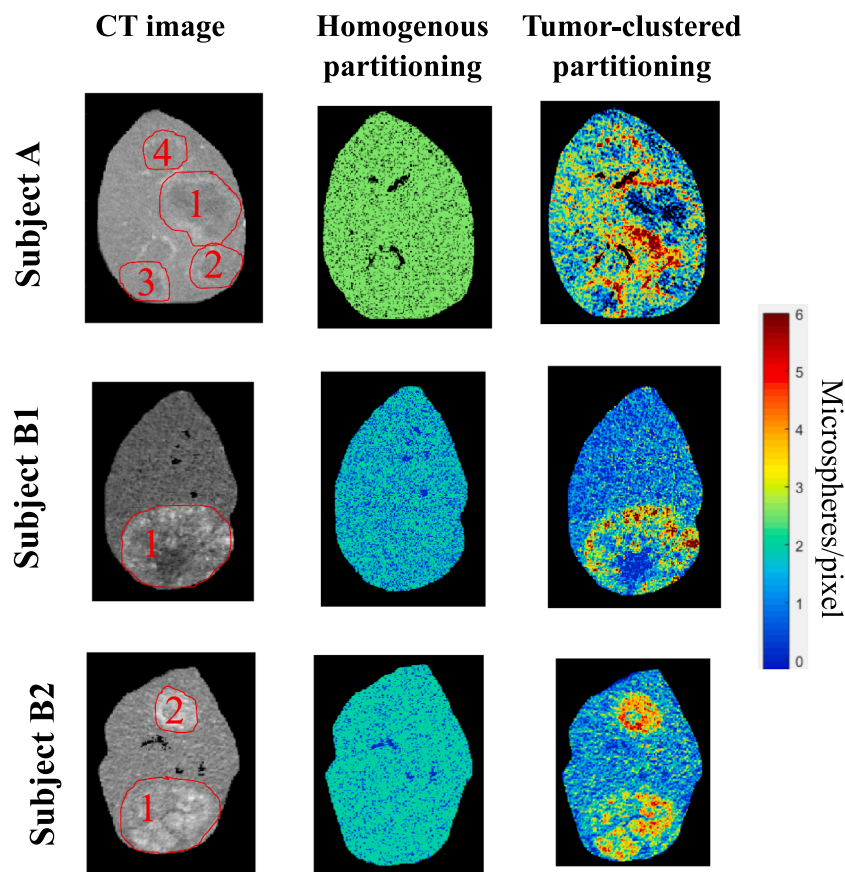 CT image
Homogenous
partitioning
Tumor-clustered
partitioning
Subject A
4
1
2
3
Subject B1
1
Subject B2
2
1
6
5
4
3
2
1
0
Microspheres/pixel